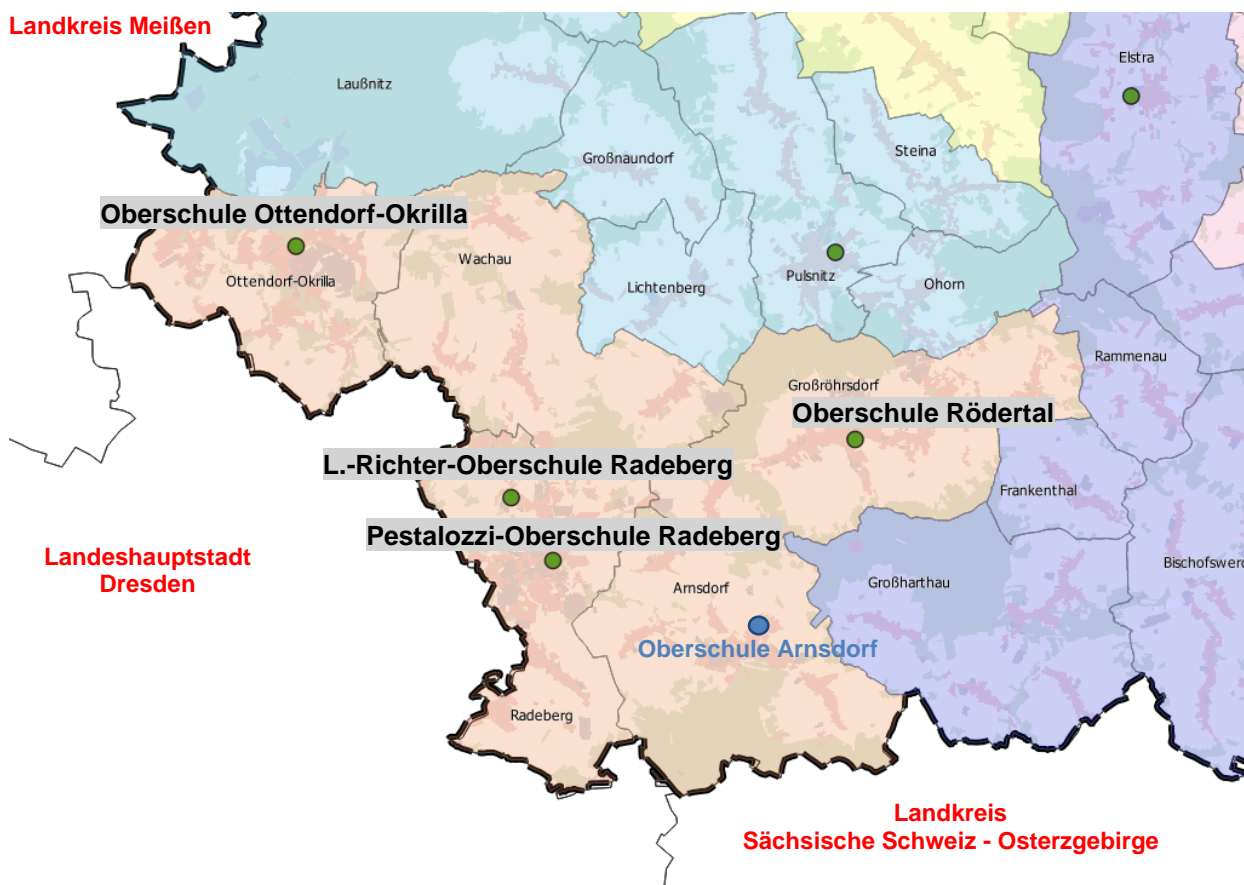 Landkreis Meißen
Elstra
Laußnitz
Steina
Großnaundorf
Oberschule Ottendorf-Okrilla
Wachau
Ottendorf-Okrilla
Lichtenberg
Pulsnitz
Ohorn
Rammenau
Großröhrsdorf
Oberschule Rödertal
L.-Richter-Oberschule Radeberg
Frankenthal
Pestalozzi-Oberschule Radeberg
Landeshauptstadt
Dresden
Bischofswerd
Großharthau
Arnsdorf
Oberschule Arnsdorf
Radeberg
Landkreis
Sächsische Schweiz - Osterzgebirge